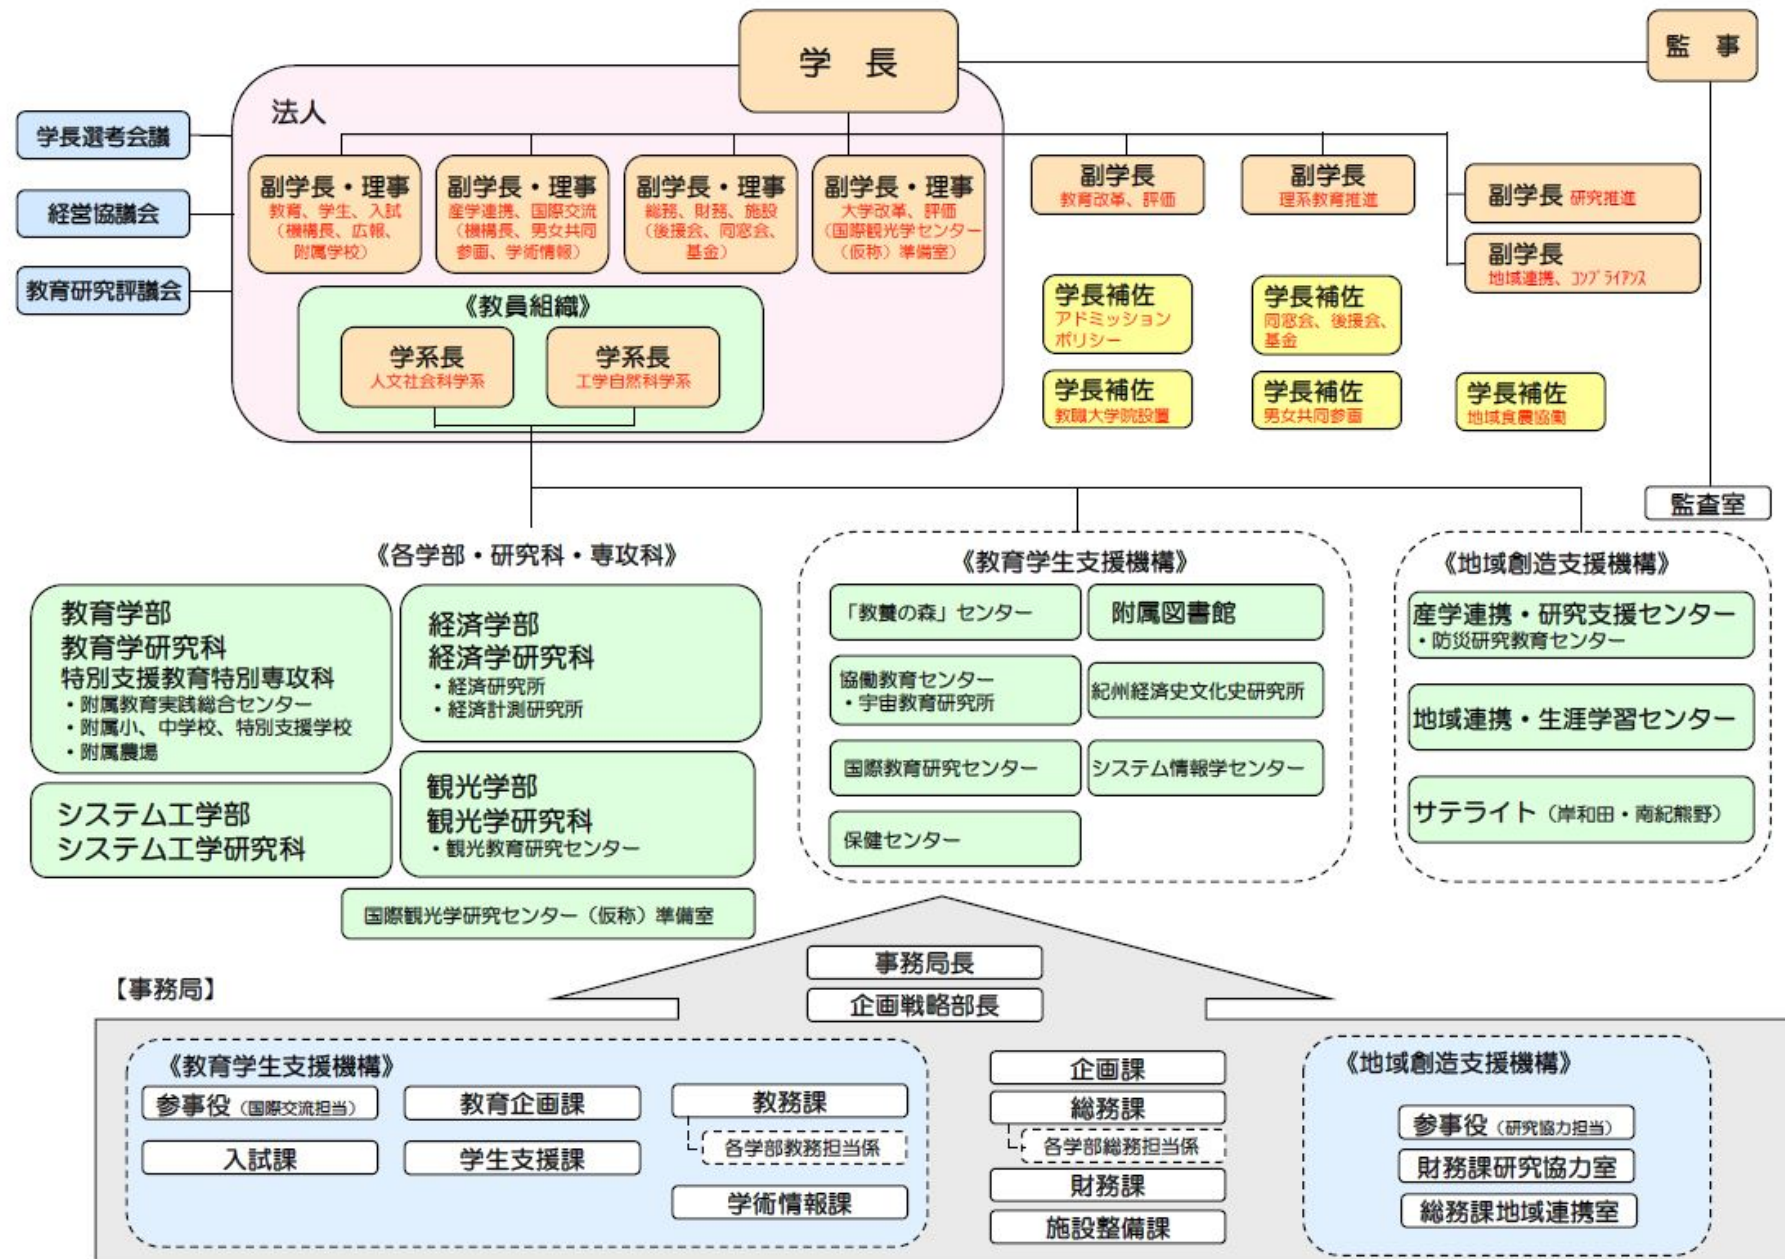 学 長
監 事
法人
学長選考会議
経営協議会
教育研究評議会
副学長・理事
教育、学生、入試
（機構長、広報、
附属学校）
副学長・理事
産学連携、国際交流
（機構長、男女共同
参画、学術情報）
副学長・理事
総務、財務、施設
（後援会、同窓会、
基金）
副学長・理事
大学改革、評価
（国際観光学センター
（仮称）準備室）
副学長
教育改革、評価
副学長
理系教育推進
副学長 研究推進
副学長
地域連携、ｺﾝﾌﾟﾗｲｱﾝｽ
《教員組織》
学系長
人文社会科学系
学系長
工学自然科学系
学長補佐
アドミッション
ポリシー
学長補佐
同窓会、後援会、
基金
学長補佐
教職大学院設置
学長補佐
男女共同参画
学長補佐
地域食農協働
監査室
《各学部・研究科・専攻科》
教育学部
教育学研究科
特別支援教育特別専攻科
・附属教育実践総合センター
・附属小、中学校、特別支援学校
・附属農場
経済学部
経済学研究科
・経済研究所
・経済計測研究所
システム工学部
システム工学研究科
観光学部
観光学研究科
・観光教育研究センター
国際観光学研究センター（仮称）準備室
《教育学生支援機構》
「教養の森」センター
附属図書館
協働教育センター
・宇宙教育研究所
紀州経済史文化史研究所
国際教育研究センター
システム情報学センター
保健センター
《地域創造支援機構》
産学連携・研究支援センター
・防災研究教育センター
地域連携・生涯学習センター
サテライト（岸和田・南紀熊野）
【事務局】
事務局長
企画戦略部長
《教育学生支援機構》
参事役（国際交流担当）
教育企画課
教務課
各学部教務担当係
入試課
学生支援課
学術情報課
企画課
総務課
各学部総務担当係
財務課
施設整備課
《地域創造支援機構》
参事役（研究協力担当）
財務課研究協力室
総務課地域連携室